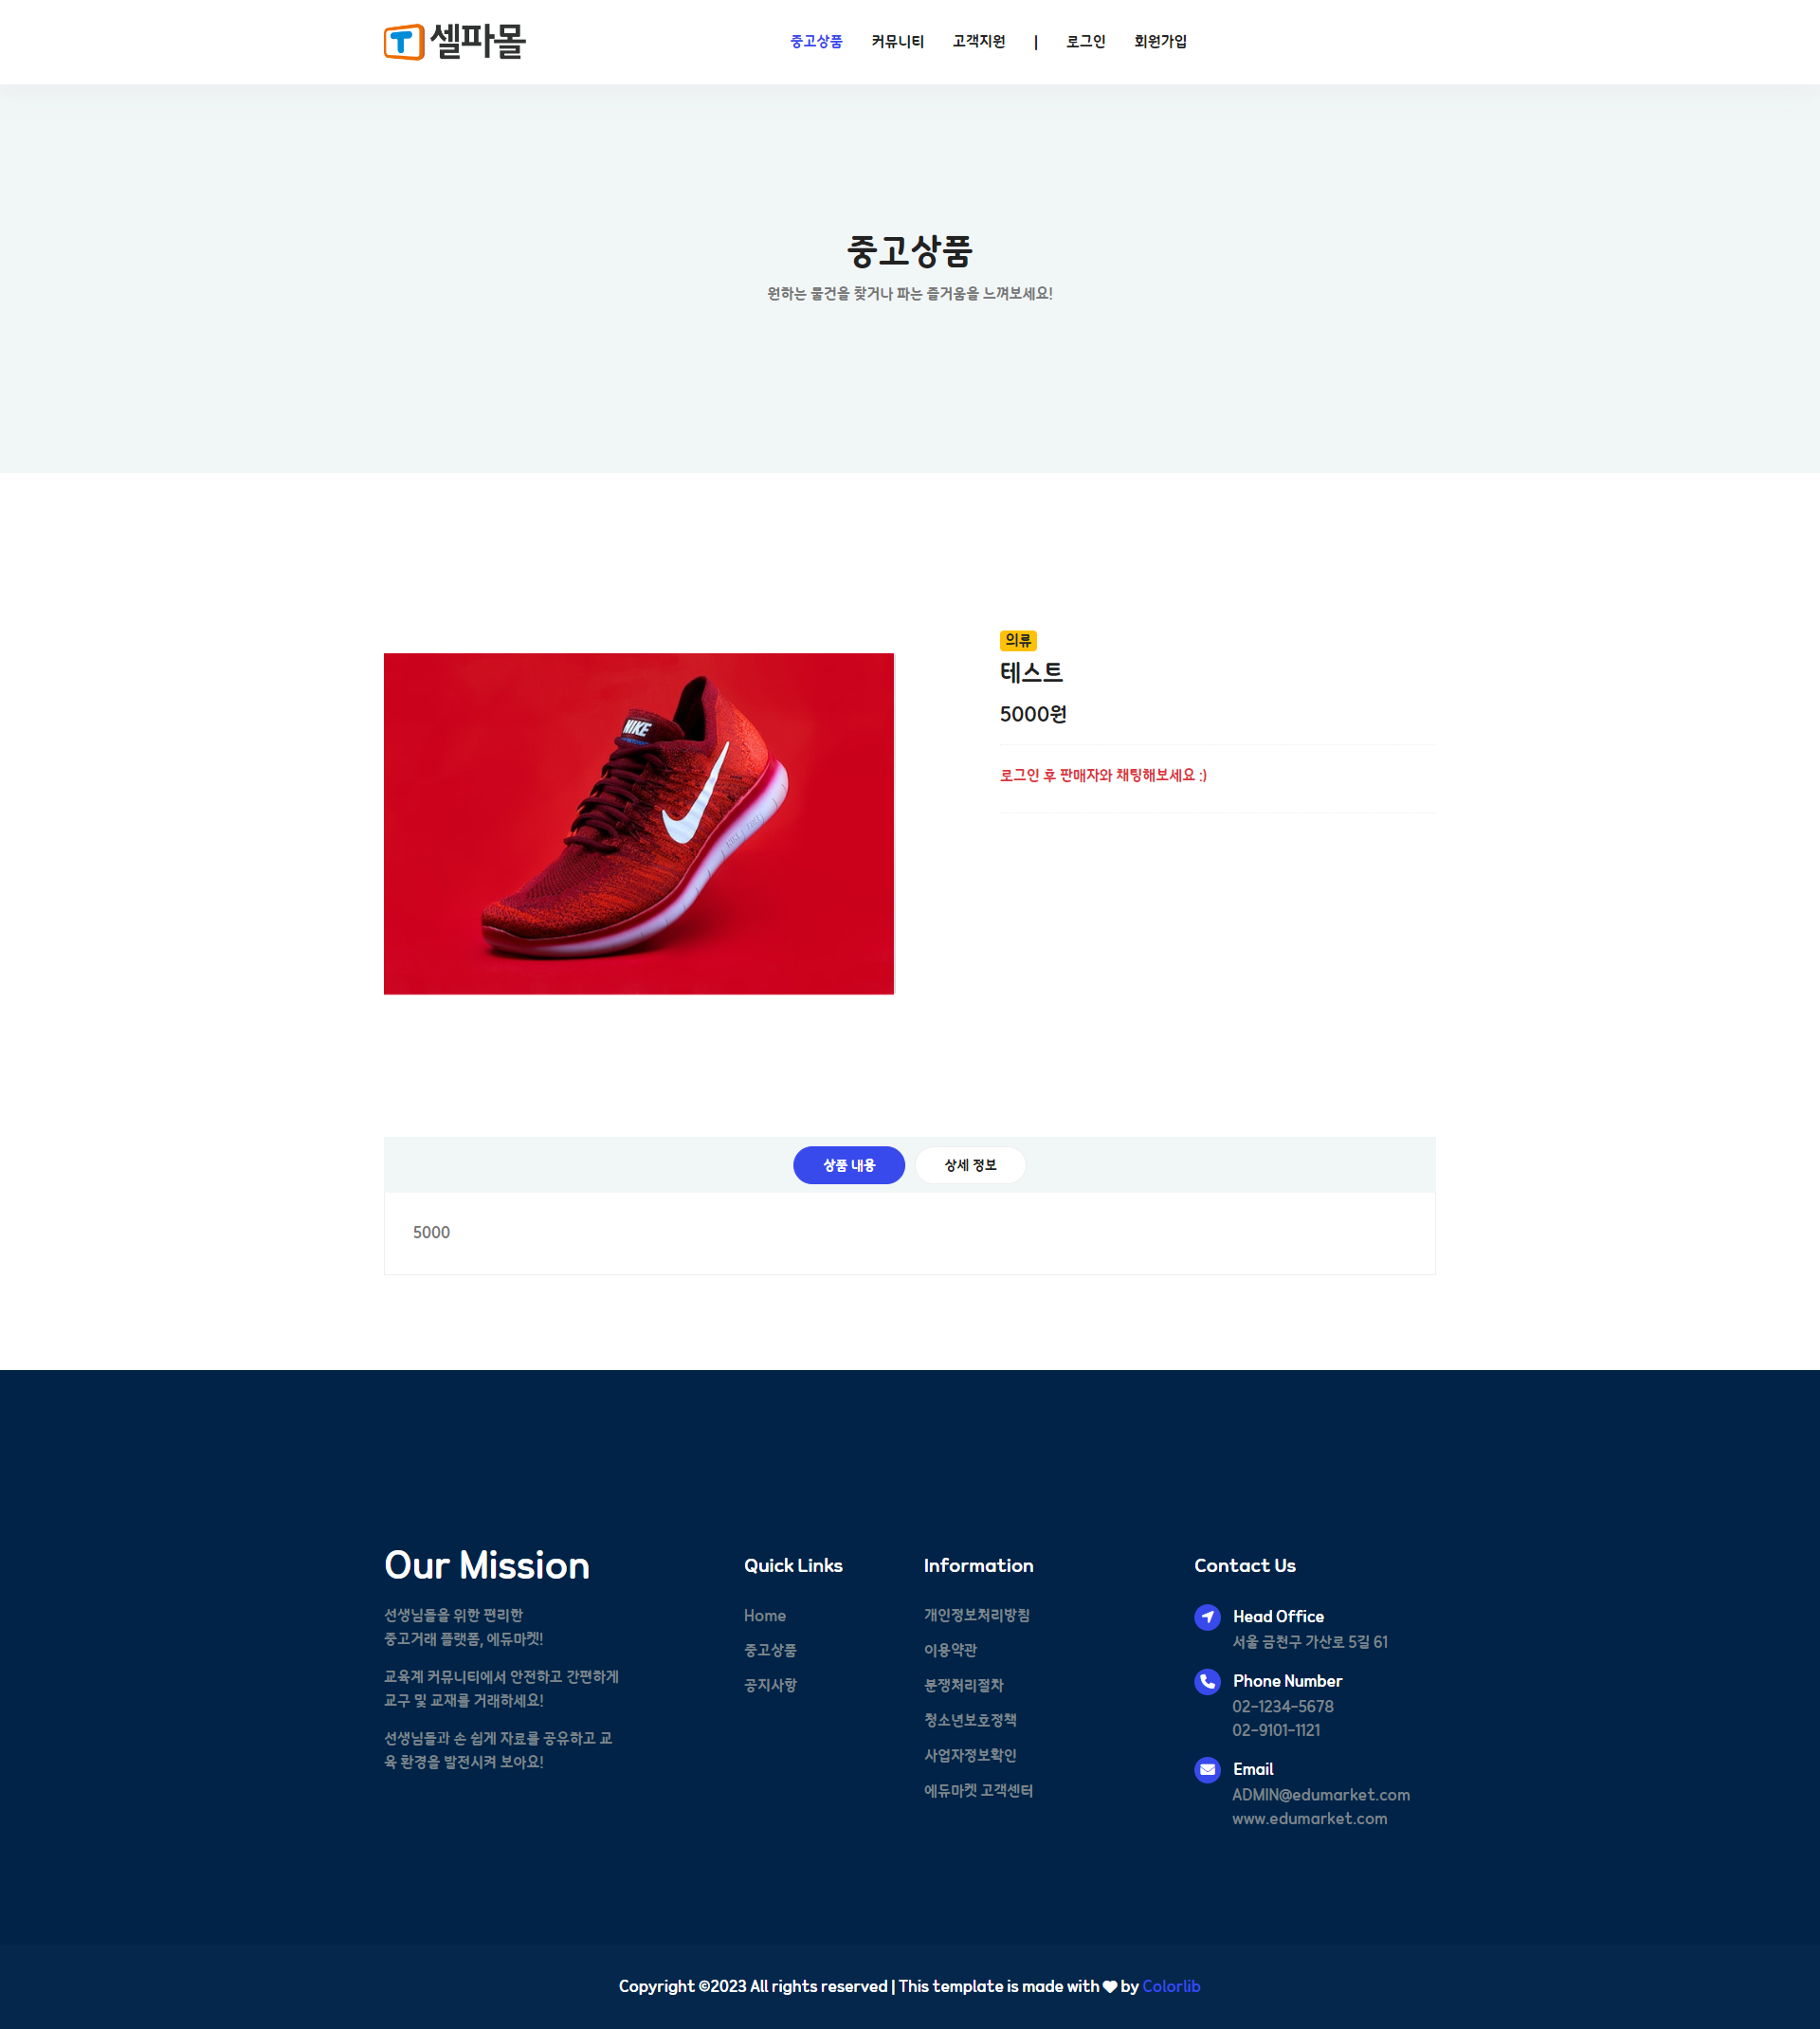 T 셀파몰
중고상품 커뮤니티 고객지원 | 로그인 회원가입
중고상품
원하는 물건을 찾거나 파는 즐거움을 느껴보세요!
의류
테스트
5000원
로그인 후 판매자와 채팅해보세요 :)
NIKE
상품 내용 상세 정보
5000
Our Mission
선생님들을 위한 편리한
중고거래 플랫폼, 에듀마켓!
교육계 커뮤니티에서 안전하고 간편하게
교구 및 교재를 거래하세요!
선생님들과 손 쉽게 자료를 공유하고 교
육 환경을 발전시켜 보아요!
Quick Links
Home
중고상품
공지사항
Information
개인정보처리방침
이용약관
분쟁처리절차
청소년보호정책
사업자정보확인
에듀마켓 고객센터
Contact Us
Head Office
서울 금천구 가산로 5길 61
Phone Number
02-1234-5678
02-9101-1121
Email
ADMIN@edumarket.com
www.edumarket.com
Copyright ©2023 All rights reserved | This template is made with ♥ by Colorlib